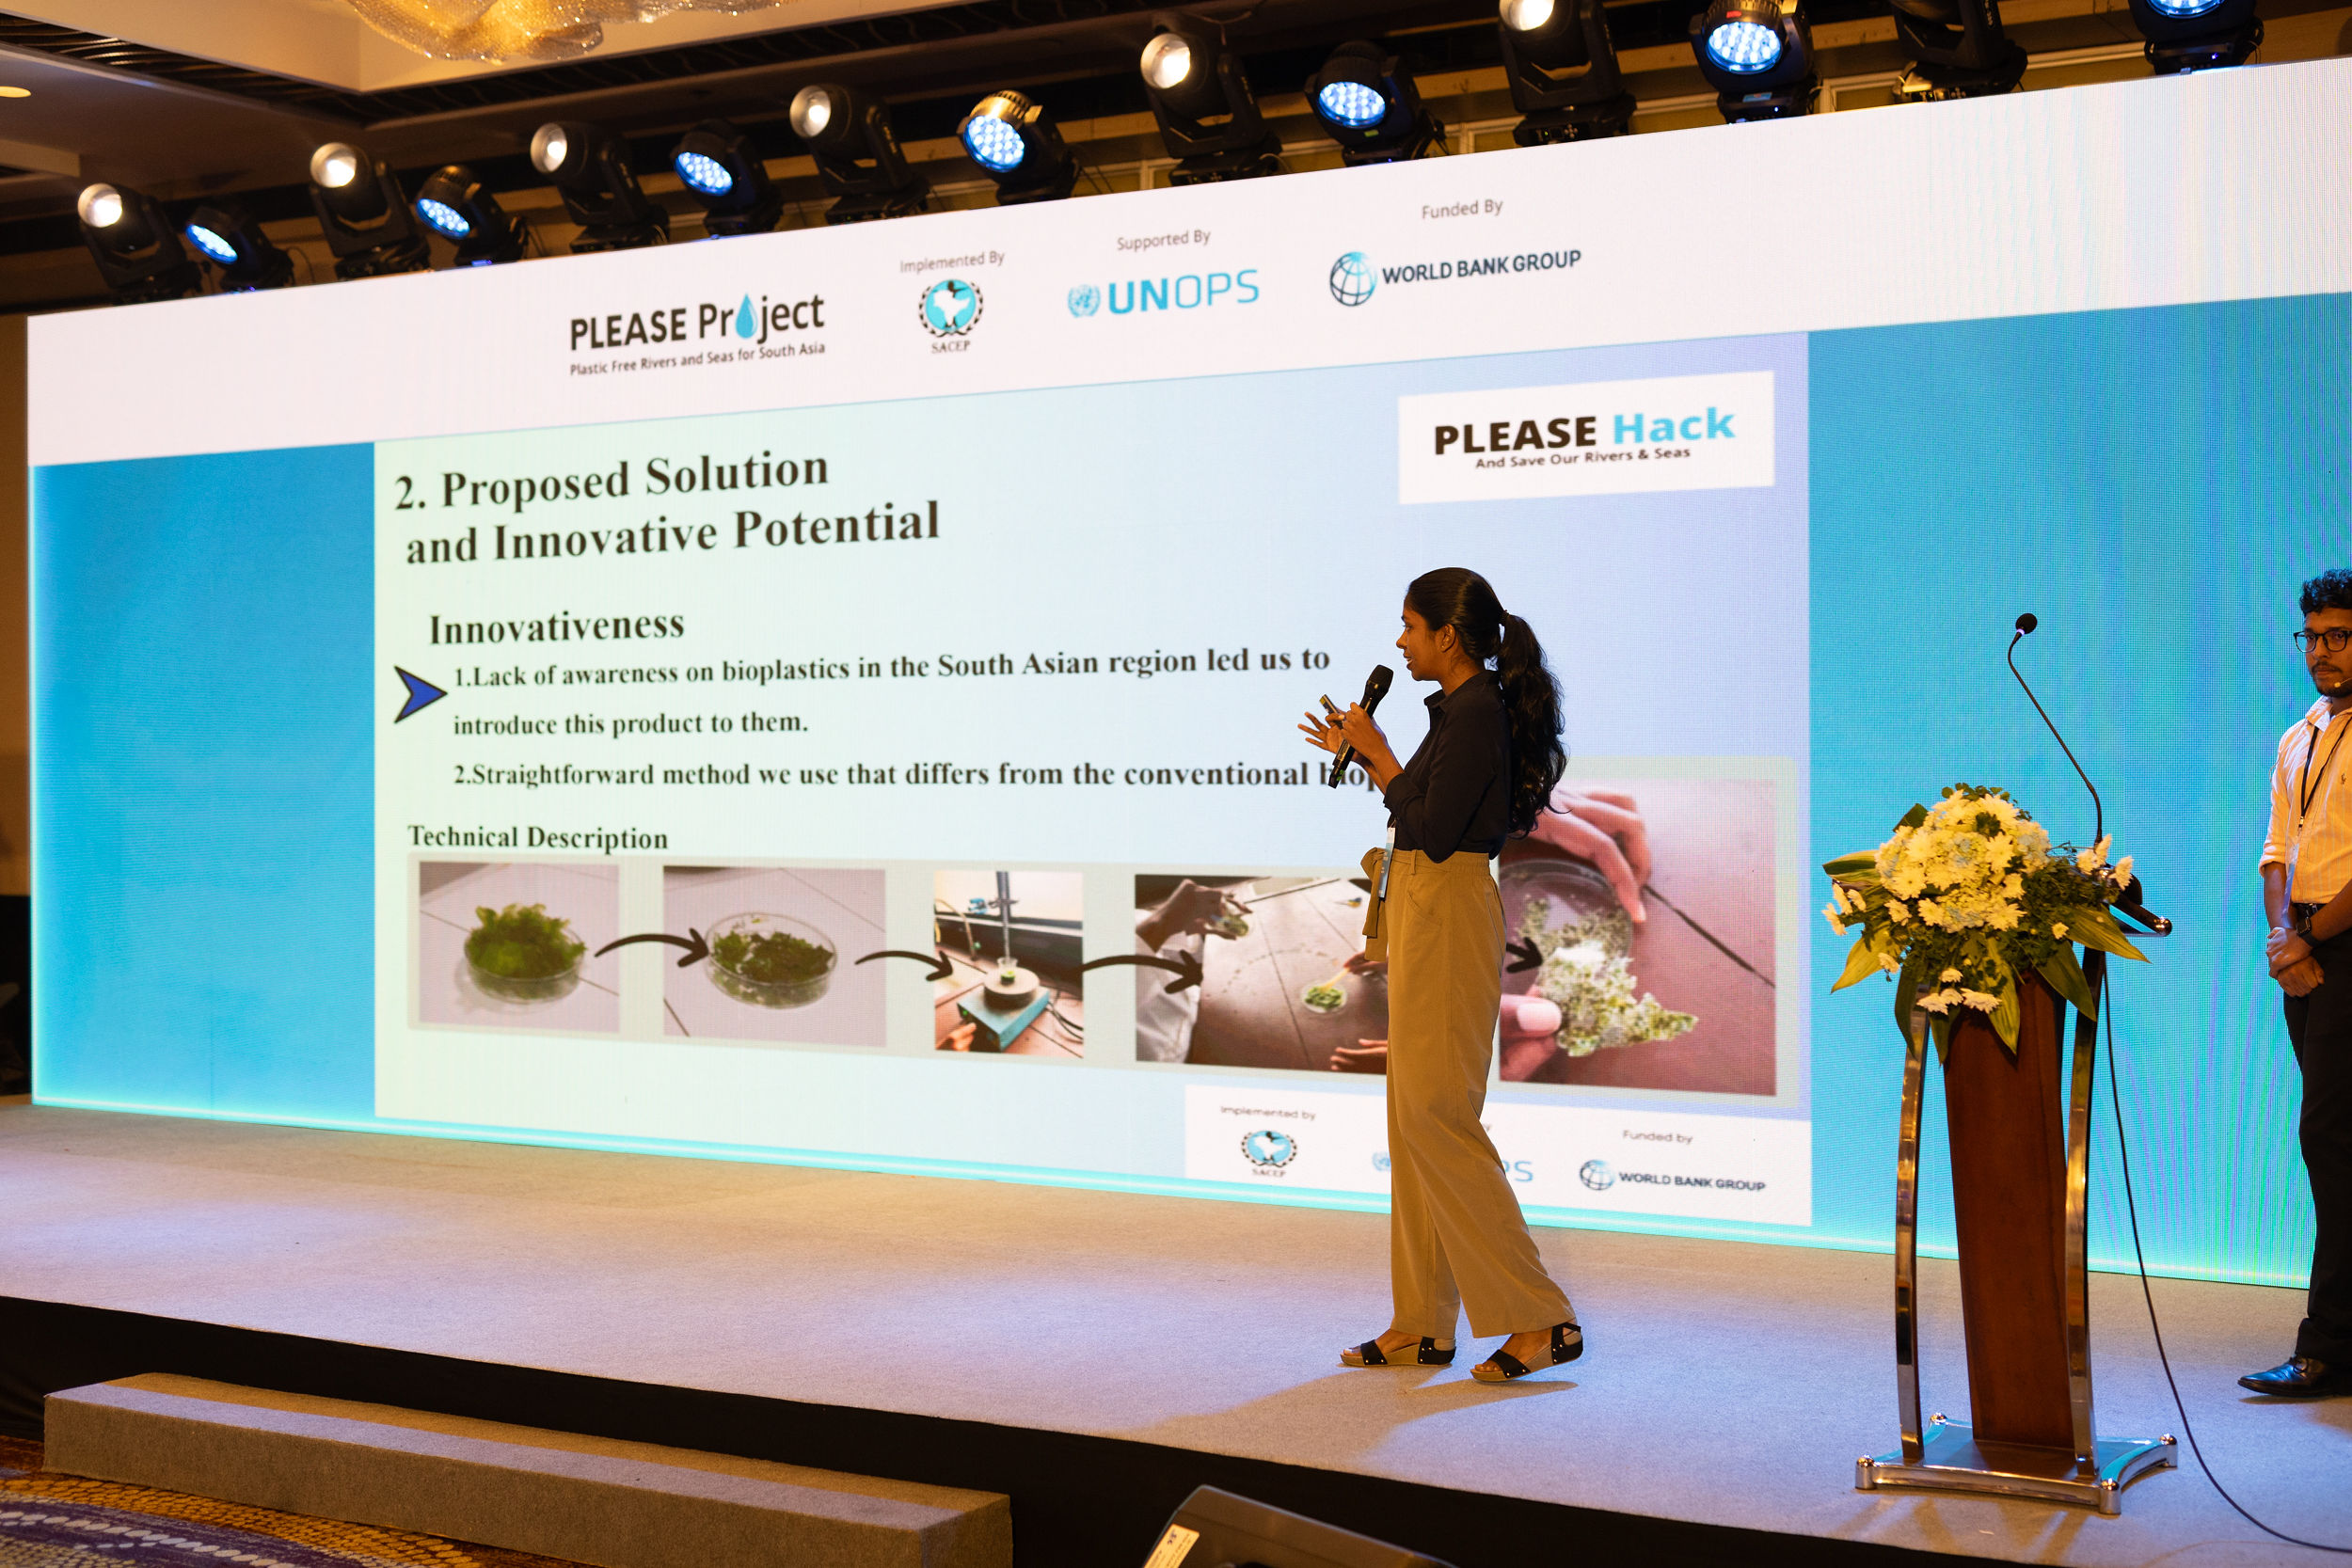 Implemented By
Supported By
Funded By
PLEASE Project
Plastic Free Rivers and Seas for South Asia
SACEP
UNOPS
WORLD BANK GROUP
PLEASE Hack
And Save Our Rivers & Seas
2. Proposed Solution
and Innovative Potential
Innovativeness
1.Lack of awareness on bioplastics in the South Asian region led us to
introduce this product to them.
2.Straightforward method we use that differs from the conventional
Technical Description
Implemented by
Funded by
SACEP
WORLD BANK GROUP